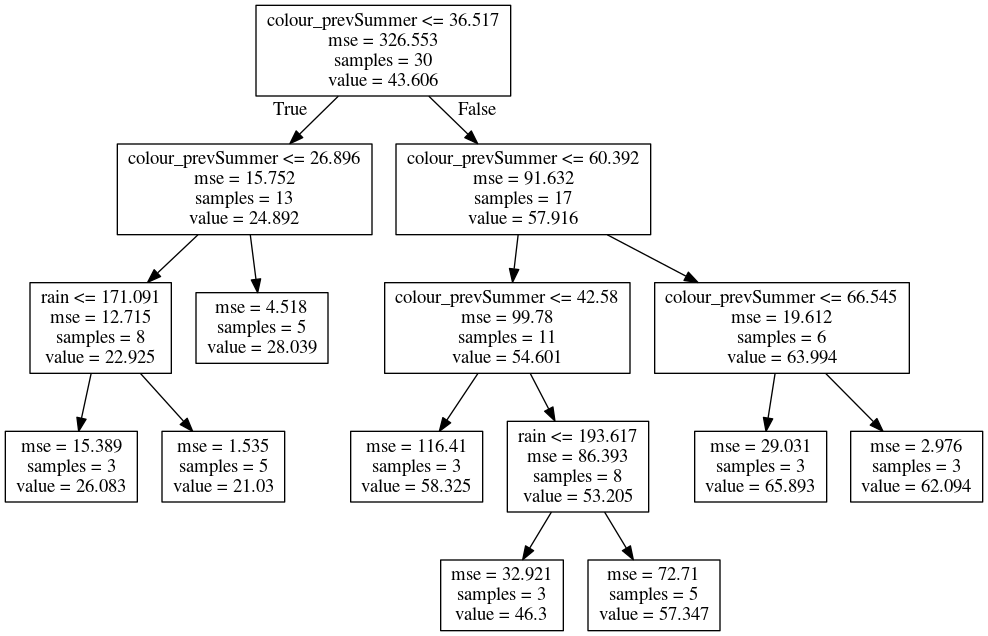 colour_prevSummer <= 36.517
mse = 326.553
samples = 30
value = 43.606
True
False
colour_prevSummer <= 26.896
mse = 15.752
samples = 13
value = 24.892
colour_prevSummer <= 60.392
mse = 91.632
samples = 17
value = 57.916
rain <= 171.091
mse = 12.715
samples = 8
value = 22.925
mse = 4.518
samples = 5
value = 28.039
colour_prevSummer <= 42.58
mse = 99.78
samples = 11
value = 54.601
colour_prevSummer <= 66.545
mse = 19.612
samples = 6
value = 63.994
mse = 15.389
samples = 3
value = 26.083
mse = 1.535
samples = 5
value = 21.03
mse = 116.41
samples = 3
value = 58.325
rain <= 193.617
mse = 86.393
samples = 8
value = 53.205
mse = 29.031
samples = 3
value = 65.893
mse = 2.976
samples = 3
value = 62.094
mse = 32.921
samples = 3
value = 46.3
mse = 72.71
samples = 5
value = 57.347